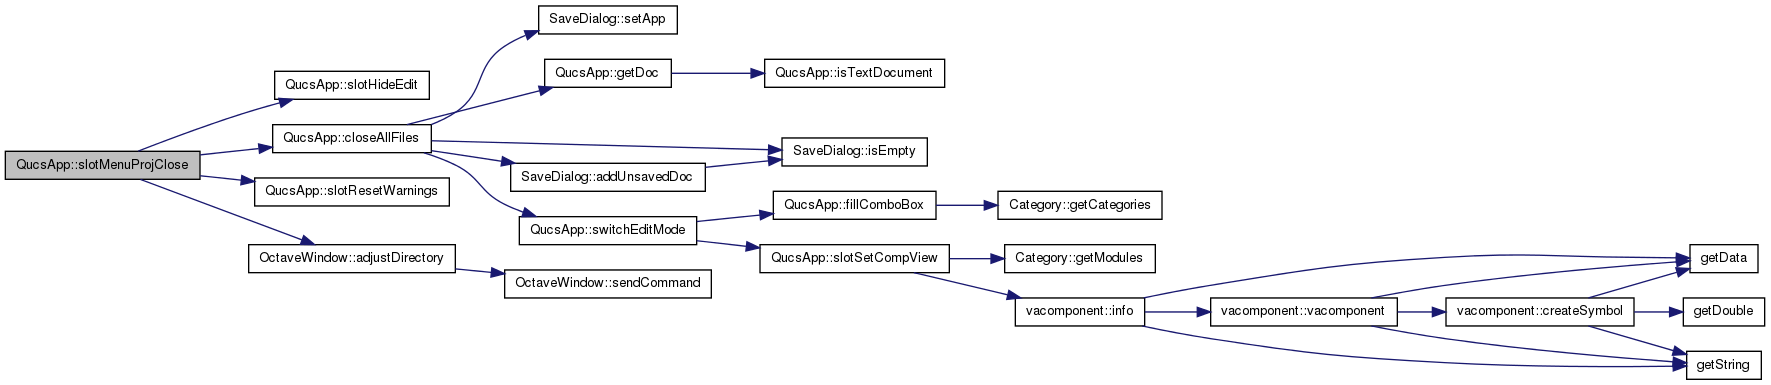 QucsApp::slotMenuProjClose
QucsApp::slotHideEdit
QucsApp::closeAllFiles
QucsApp::slotResetWarnings
OctaveWindow::adjustDirectory
SaveDialog::setApp
QucsApp::getDoc
SaveDialog::addUnsavedDoc
QucsApp::switchEditMode
OctaveWindow::sendCommand
QucsApp::isTextDocument
SaveDialog::isEmpty
QucsApp::fillComboBox
QucsApp::slotSetCompView
Category::getCategories
Category::getModules
vacomponent::info
vacomponent::vacomponent
vacomponent::createSymbol
getData
getDouble
getString